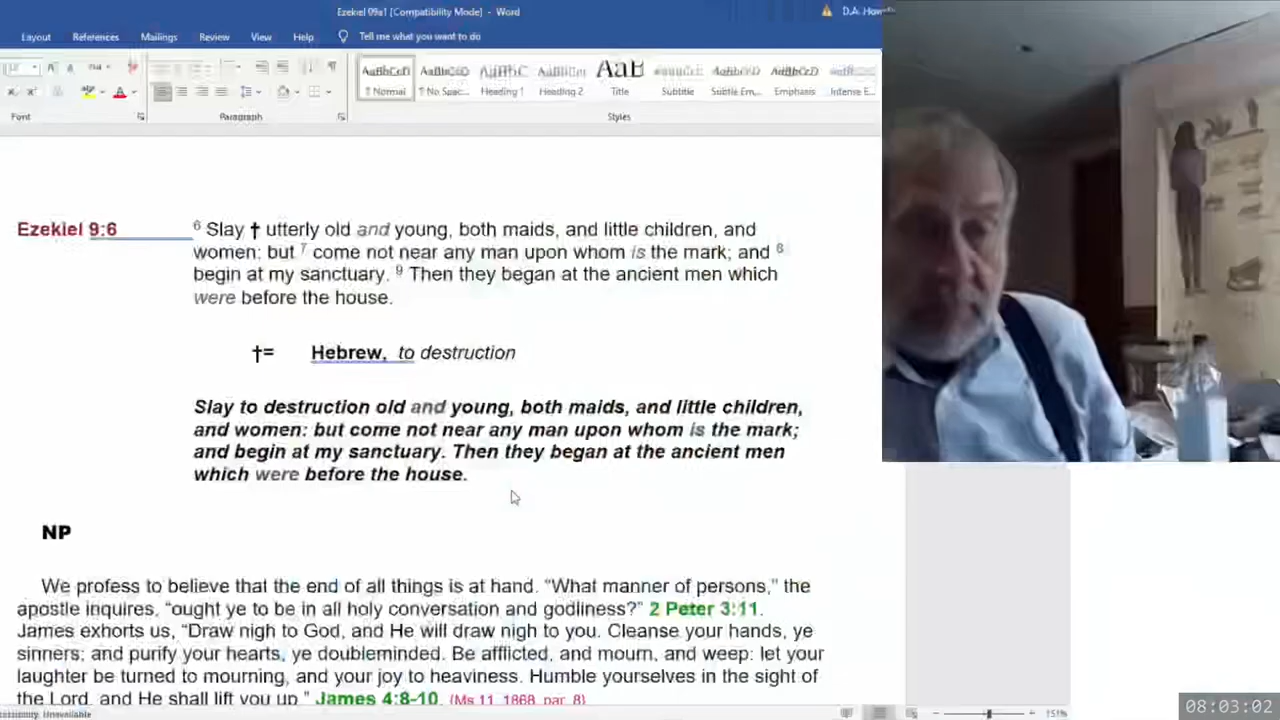 Ezekiel 09a1 [Compatibility Mode] - Word
D.A. How
Layout References Mailings Review View Help Tell me what you want to do
AaBbCcD AaBbCcD AaBbC AaBbCcI AaB AaBbCcD AaBbCcD AaBbCcD
¶ Normal ¶ No Spac... Heading 1 Heading 2 Title Subtitle Subtle Em... Emphasis Intense E...
Font Paragraph Styles
Ezekiel 9:6
6 Slay † utterly old and young, both maids, and little children, and
women: but 7 come not near any man upon whom is the mark; and 8
begin at my sanctuary. 9 Then they began at the ancient men which
were before the house.
†= Hebrew, to destruction
Slay to destruction old and young, both maids, and little children,
and women: but come not near any man upon whom is the mark;
and begin at my sanctuary. Then they began at the ancient men
which were before the house.
NP
We profess to believe that the end of all things is at hand. “What manner of persons,” the
apostle inquires, “ought ye to be in all holy conversation and godliness?” 2 Peter 3:11.
James exhorts us, “Draw nigh to God, and He will draw nigh to you. Cleanse your hands, ye
sinners; and purify your hearts, ye doubleminded. Be afflicted, and mourn, and weep: let your
laughter be turned to mourning, and your joy to heaviness. Humble yourselves in the sight of
the Lord, and He shall lift you up.” James 4:8-10. (Ms 11, 1868, par. 8)
Unavailable
151%
08:03:02